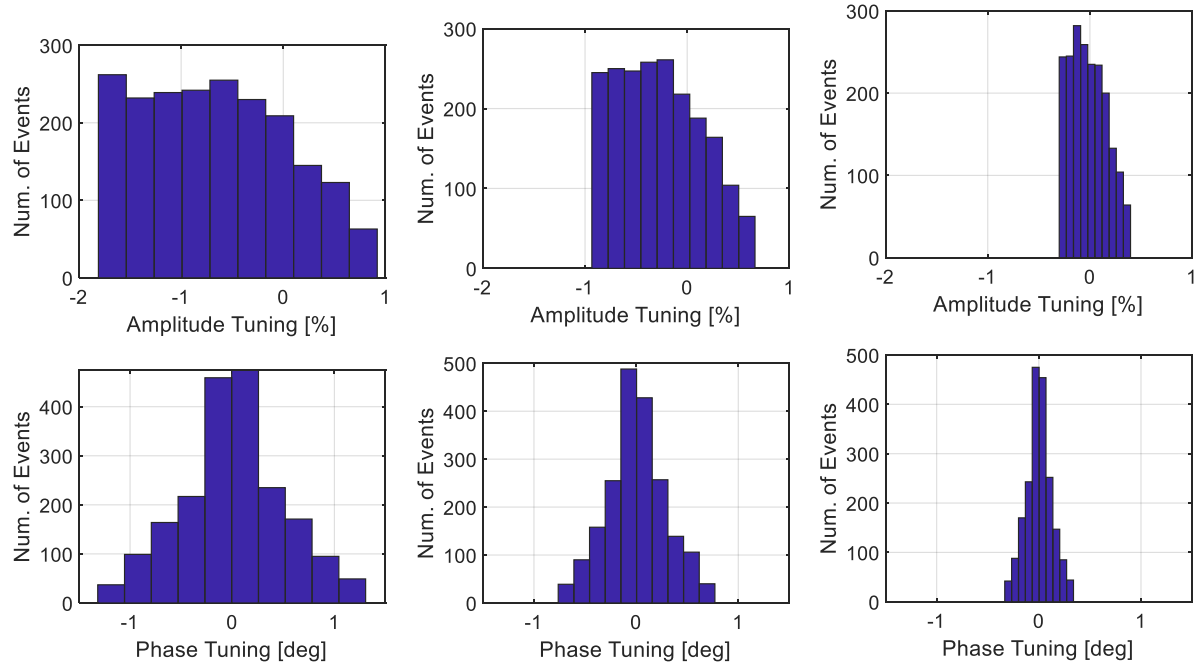 300
200
100
0
Num. of Events
-2 -1 0 1
Amplitude Tuning [%]
300
200
100
0
Num. of Events
-2 -1 0 1
Amplitude Tuning [%]
300
200
100
0
Num. of Events
-2 -1 0 1
Amplitude Tuning [%]
400
300
200
100
0
Num. of Events
-1 0 1
Phase Tuning [deg]
500
400
300
200
100
0
Num. of Events
-1 0 1
Phase Tuning [deg]
500
400
300
200
100
0
Num. of Events
-1 0 1
Phase Tuning [deg]